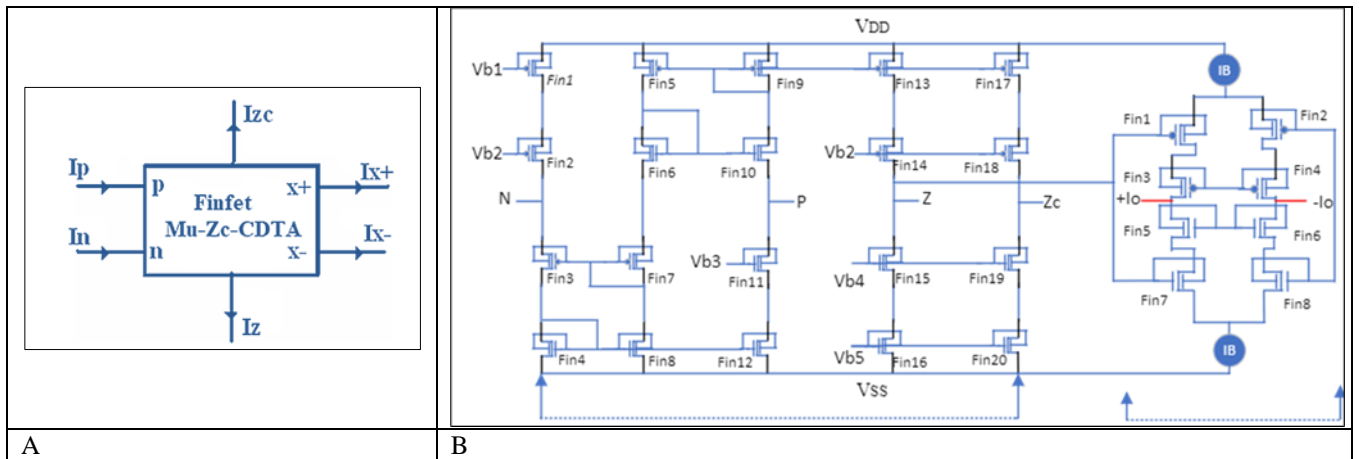 Izc
Ip p x+ Ix+
Finfet
Mu-Zc-CDTA
In n x- Ix-
Iz
A
VDD
Vb1 Fin1 Fin5 Fin9 Fin13 Fin17 IB
Fin1 Fin2
Vb2 Fin2 Fin6 Fin10 Vb2 Fin14 Fin18
Fin3 Fin4
N P Z Zc +Io -Io
Fin5 Fin6
Fin3 Fin7 Vb3 Fin11 Vb4 Fin15 Fin19
Fin7 Fin8
Fin4 Fin8 Fin12 Vb5 Fin16 Fin20 IB
VSS
B